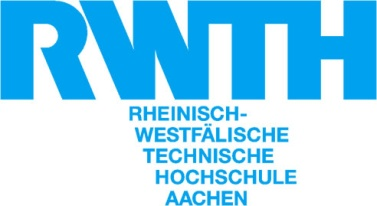 RWTH
RHEINISCH-
WESTFÄLISCHE
TECHNISCHE
HOCHSCHULE
AACHEN